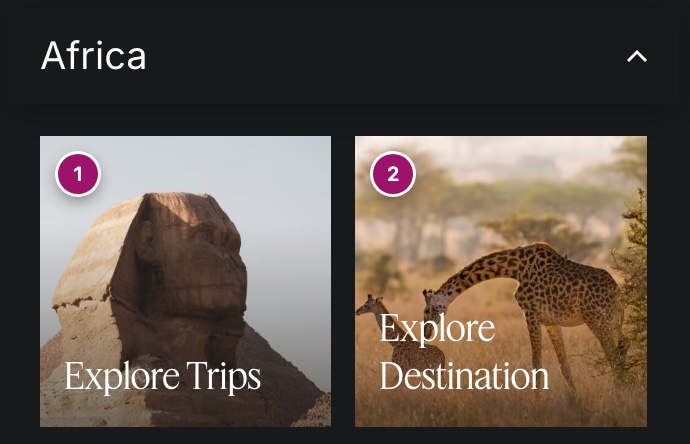 Africa
1
2
Explore Trips
Explore
Destination